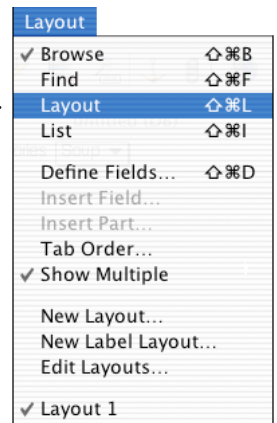 Layout
✓ Browse ⇧⌘B
Find ⇧⌘F
Layout ⇧⌘L
List ⇧⌘I
Define Fields... ⇧⌘D
Insert Field...
Insert Part...
Tab Order...
✓ Show Multiple
New Layout...
New Label Layout...
Edit Layouts...
✓ Layout 1